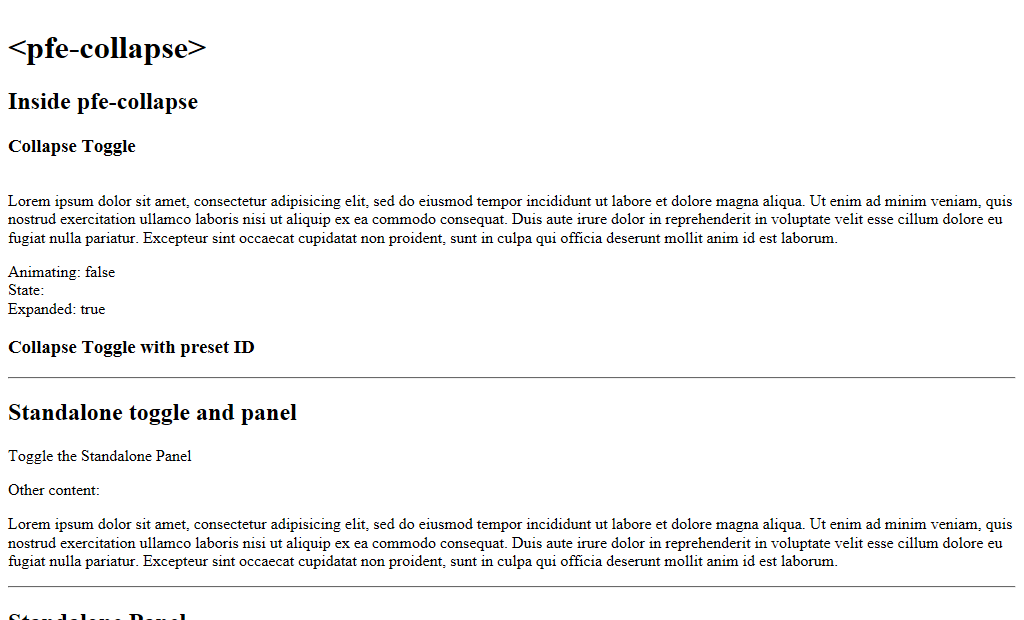 <pfe-collapse>
Inside pfe-collapse
Collapse Toggle
Lorem ipsum dolor sit amet, consectetur adipisicing elit, sed do eiusmod tempor incididunt ut labore et dolore magna aliqua. Ut enim ad minim veniam, quis
nostrud exercitation ullamco laboris nisi ut aliquip ex ea commodo consequat. Duis aute irure dolor in reprehenderit in voluptate velit esse cillum dolore eu
fugiat nulla pariatur. Excepteur sint occaecat cupidatat non proident, sunt in culpa qui officia deserunt mollit anim id est laborum.
Animating: false
State:
Expanded: true
Collapse Toggle with preset ID
Standalone toggle and panel
Toggle the Standalone Panel
Other content:
Lorem ipsum dolor sit amet, consectetur adipisicing elit, sed do eiusmod tempor incididunt ut labore et dolore magna aliqua. Ut enim ad minim veniam, quis
nostrud exercitation ullamco laboris nisi ut aliquip ex ea commodo consequat. Duis aute irure dolor in reprehenderit in voluptate velit esse cillum dolore eu
fugiat nulla pariatur. Excepteur sint occaecat cupidatat non proident, sunt in culpa qui officia deserunt mollit anim id est laborum.
Standalone Panel